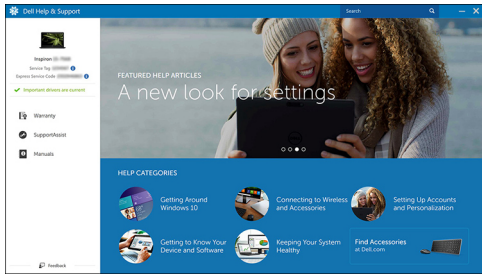 Dell Help & Support
Search
Inspiron
Service Tag:
Express Service Code:
Important drivers are current
Warranty
SupportAssist
Manuals
Feedback
FEATURED HELP ARTICLES
A new look for settings
HELP CATEGORIES
Getting Around
Windows 10
Connecting to Wireless
and Accessories
Setting Up Accounts
and Personalization
Getting to Know Your
Device and Software
Keeping Your System
Healthy
Find Accessories
at Dell.com